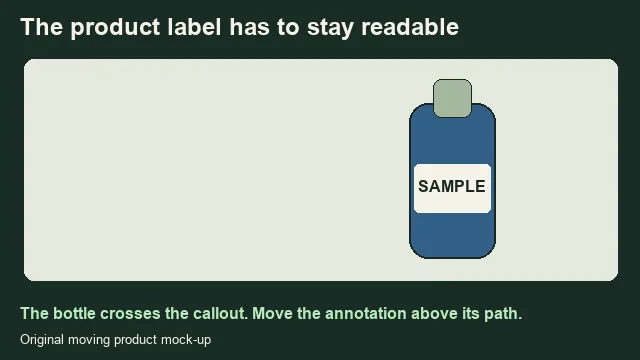 The product label has to stay readable
SAMPLE
The bottle crosses the callout. Move the annotation above its path.
Original moving product mock-up